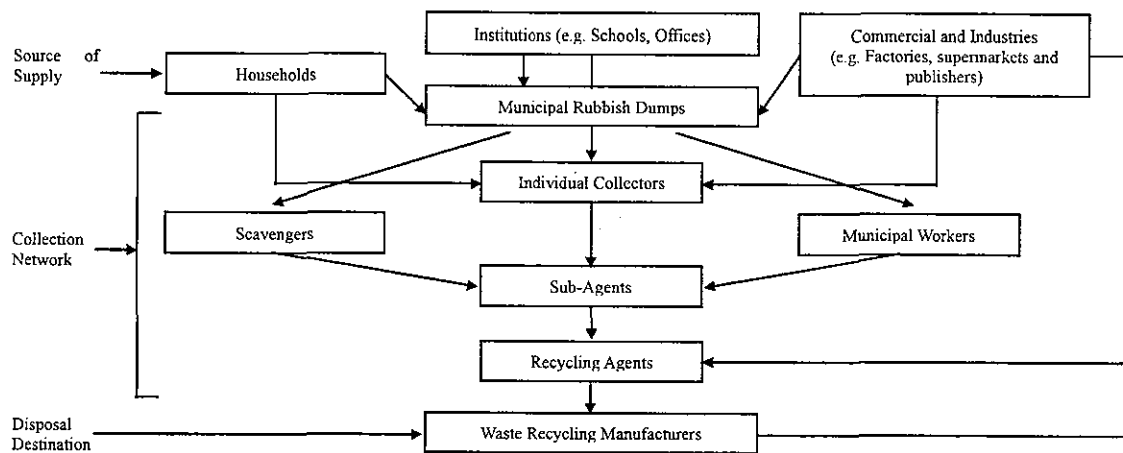 Institutions (e.g. Schools, Offices)
Commercial and Industries
(e.g. Factories, supermarkets and
publishers)
Source of
Supply
Households
Municipal Rubbish Dumps
Individual Collectors
Scavengers
Municipal Workers
Collection
Network
Sub-Agents
Recycling Agents
Disposal
Destination
Waste Recycling Manufacturers